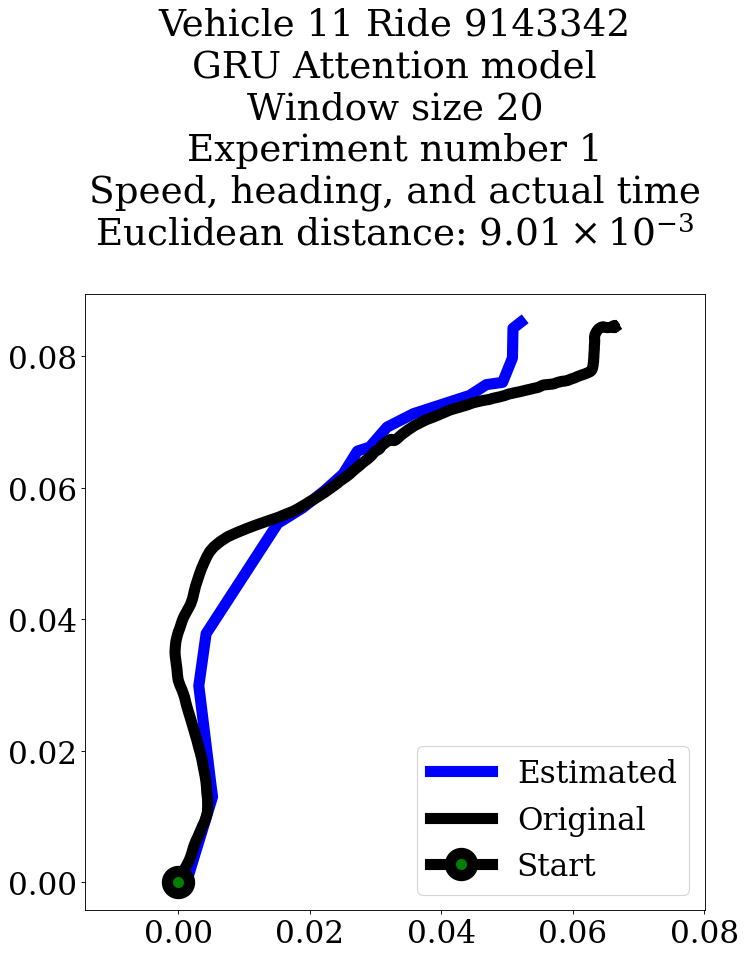 Vehicle 11 Ride 9143342
GRU Attention model
Window size 20
Experiment number 1
Speed, heading, and actual time
Euclidean distance: 9.01 × 10⁻³
0.08
0.06
0.04
0.02
0.00
Estimated
Original
Start
0.00 0.02 0.04 0.06 0.08